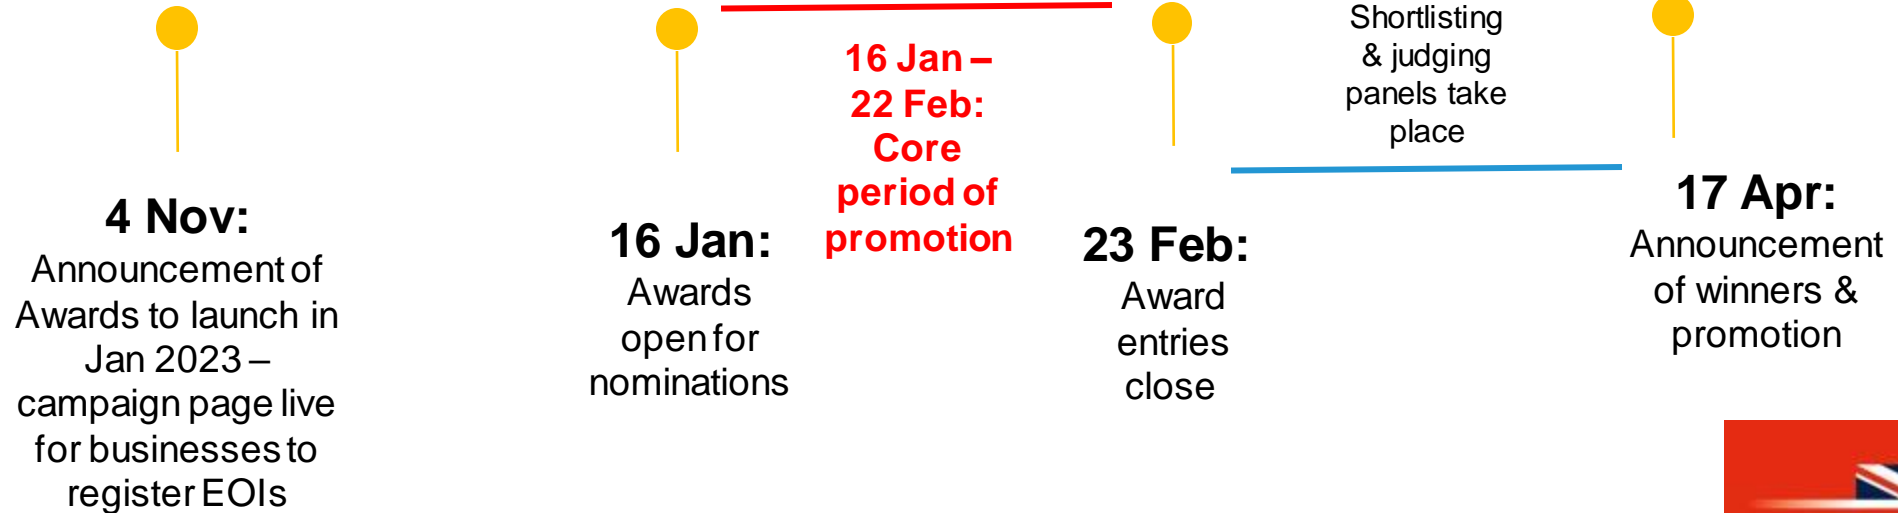 4 Nov:
Announcement of
Awards to launch in
Jan 2023 –
campaign page live
for businesses to
register EOIs
16 Jan:
Awards
open for
nominations
16 Jan –
22 Feb:
Core
period of
promotion
23 Feb:
Award
entries
close
Shortlisting
& judging
panels take
place
17 Apr:
Announcement
of winners &
promotion